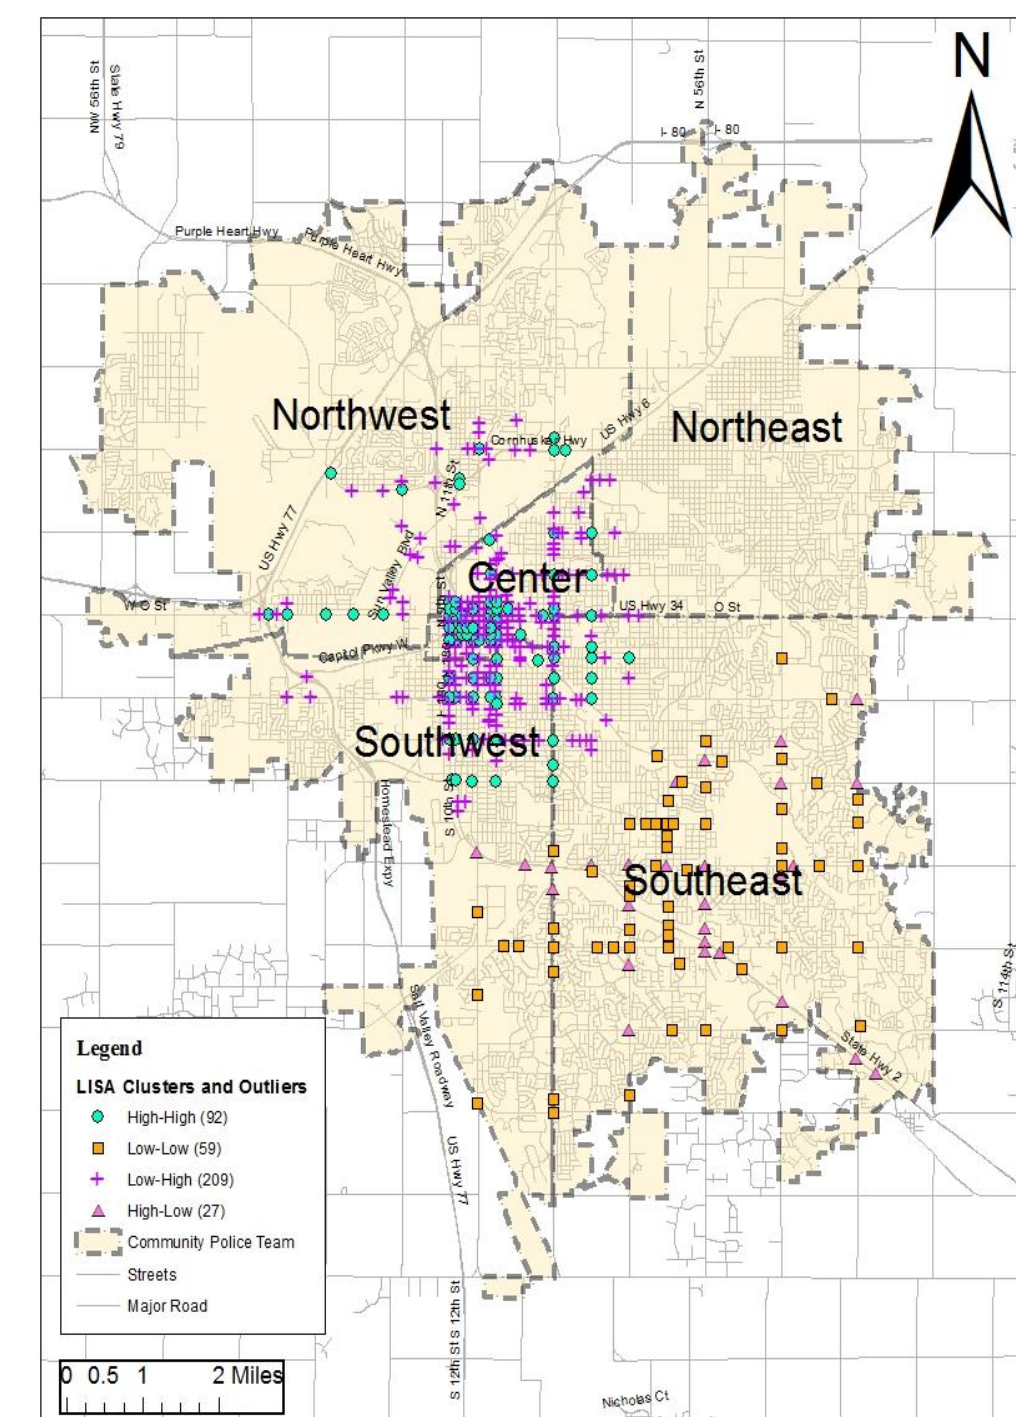 N
NW 56th St
State Hwy 79
N 56th St
I- 80
I- 80
Purple Heart Hwy
Purple Heart Hwy
Northwest
Northeast
US Hwy 6
Cornhusker Hwy
N 11th St
US Hwy 77
Sun Valley Blvd
Center
N 9th St
W O St
US Hwy 34
O St
Capitol Pkwy W
I- 180
Southwest
S 10th St
Homestead Expy
Southeast
S 114th St
Salt Valley Roadway
State Hwy 2
US Hwy 77
S 12th St
S 12th St
Nicholas Ct
Legend
LISA Clusters and Outliers
High-High (92)
Low-Low (59)
Low-High (209)
High-Low (27)
Community Police Team
Streets
Major Road
0 0.5 1 2 Miles